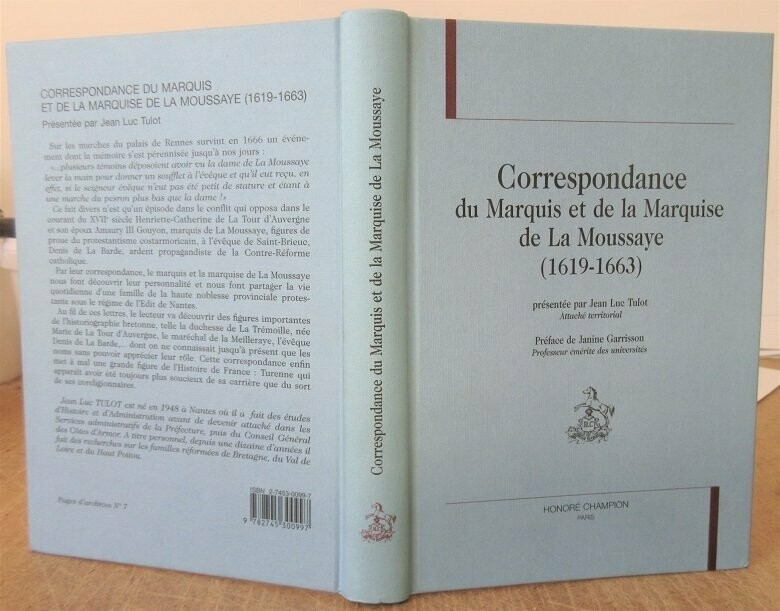 CORRESPONDANCE DU MARQUIS
ET DE LA MARQUISE DE LA MOUSSAYE (1619-1663)
Présentée par Jean Luc Tulot
Sur les marches du palais de Rennes survint en 1666 un événe-
ment dont la mémoire s'est pérennisée jusqu'à nos jours :
«...plusieurs témoins déposoient avoir vu la dame de La Moussaye
lever la main pour donner un soufflet à l'évêque et qu'il eut reçu, en
effet, si le seigneur évêque n'eut pas été petit de stature et étant à
une marche du peron plus bas que la dame !»
Ce fait divers n'est qu'un épisode dans le conflit qui opposa dans le
courant du XVIIe siècle Henriette-Catherine de La Tour d'Auvergne
et son époux Amaury III Gouyon, marquis de La Moussaye, figures de
proue du protestantisme costarmoricain, à l'évêque de Saint-Brieuc,
Denis de La Barde, ardent propagandiste de la Contre-Réforme
catholique.
Par leur correspondance, le marquis et la marquise de La Moussaye
nous font découvrir leur personnalité et nous font partager la vie
quotidienne d'une famille de la haute noblesse provinciale protes-
tante sous le régime de l'Edit de Nantes.
Au fil de ces lettres, le lecteur va découvrir des figures importantes
de l'historiographie bretonne, telle la duchesse de La Trémoille, née
Marie de La Tour d'Auvergne, le maréchal de la Meilleraye, l'évêque
Denis de La Barde,... dont on ne connaissait jusqu'à présent que les
noms sans pouvoir apprécier leur rôle. Cette correspondance enfin
met à mal une grande figure de l'Histoire de France : Turenne qui
apparaît avoir été toujours plus soucieux de sa carrière que du sort
de ses coreligionnaires.
Jean Luc TULOT est né en 1948 à Nantes où il a fait des études
d'Histoire et d'Administration avant de devenir attaché dans les
Services administratifs de la Préfecture, puis du Conseil Général
des Côtes d'Armor. A titre personnel, depuis une dizaine d'années il
fait des recherches sur les familles réformées de Bretagne, du Val de
Loire et du Haut Poitou.
Pages d'archives N° 7
ISBN 2-7453-0099-7
9 782745 300997
Correspondance du Marquis et de la Marquise de La Moussaye
Correspondance
du Marquis et de la Marquise
de La Moussaye
(1619-1663)
présentée par Jean Luc Tulot
Attaché territorial
Préface de Janine Garrisson
Professeur émérite des universités
HONORÉ CHAMPION
PARIS